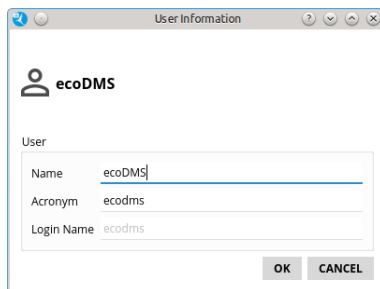 User Information
ecoDMS
User
Name ecoDMS
Acronym ecodms
Login Name ecodms
OK CANCEL